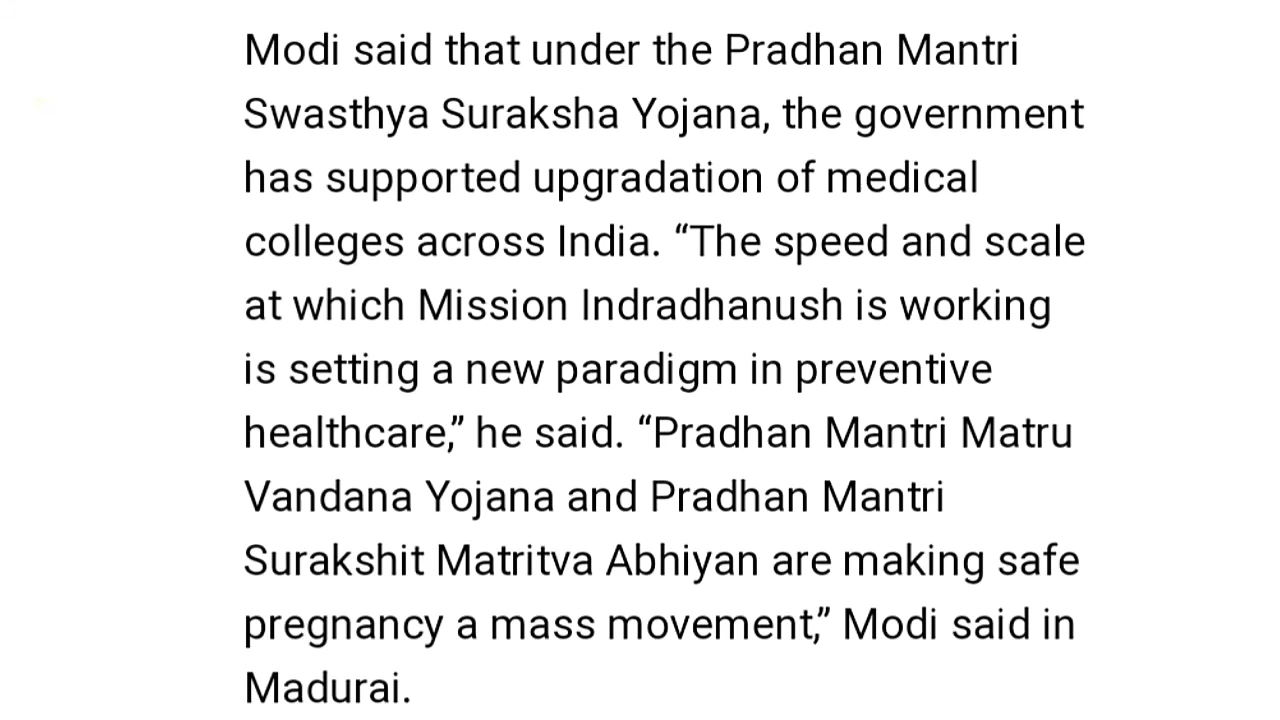 Modi said that under the Pradhan Mantri
Swasthya Suraksha Yojana, the government
has supported upgradation of medical
colleges across India. “The speed and scale
at which Mission Indradhanush is working
is setting a new paradigm in preventive
healthcare,” he said. “Pradhan Mantri Matru
Vandana Yojana and Pradhan Mantri
Surakshit Matritva Abhiyan are making safe
pregnancy a mass movement,” Modi said in
Madurai.